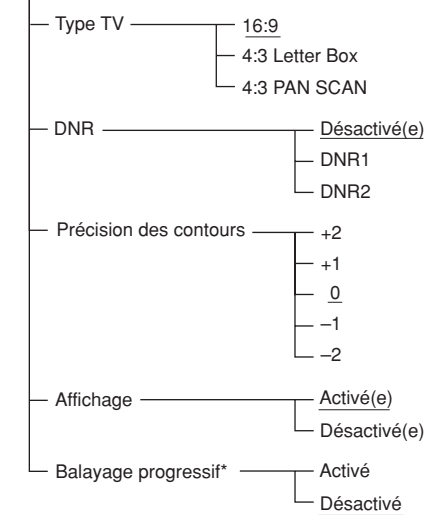 Type TV
16:9
4:3 Letter Box
4:3 PAN SCAN
DNR
Désactivé(e)
DNR1
DNR2
Précision des contours
+2
+1
0
–1
–2
Affichage
Activé(e)
Désactivé(e)
Balayage progressif*
Activé
Désactivé